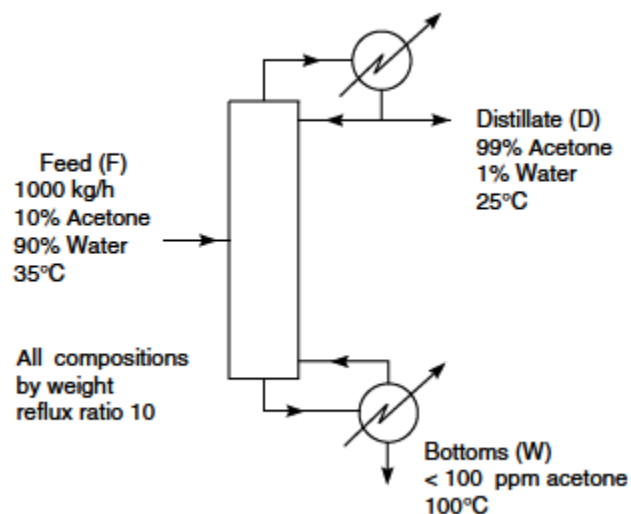 Feed (F)
1000 kg/h
10% Acetone
90% Water
35°C
All compositions
by weight
reflux ratio 10
Distillate (D)
99% Acetone
1% Water
25°C
Bottoms (W)
< 100 ppm acetone
100°C